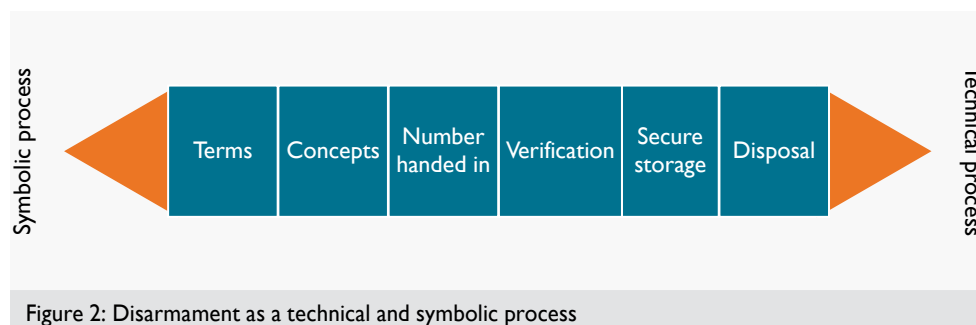 Symbolic process
Terms
Concepts
Number
handed in
Verification
Secure
storage
Disposal
Technical process
Figure 2: Disarmament as a technical and symbolic process